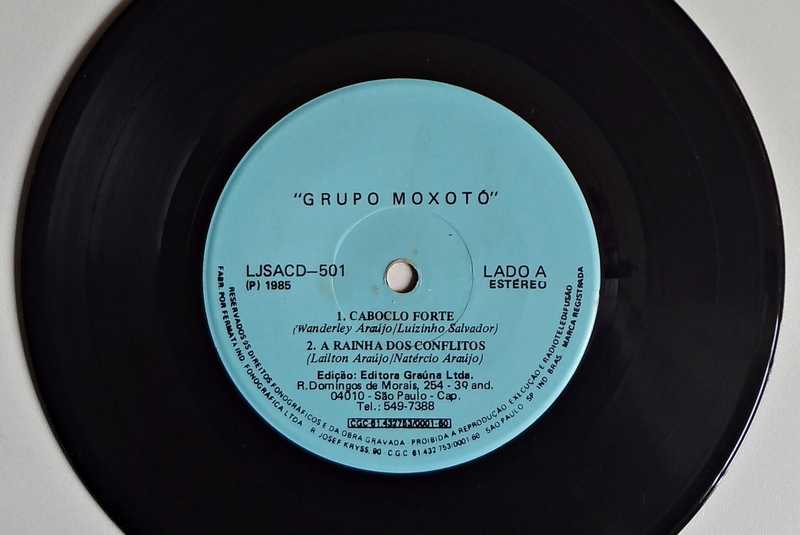 "GRUPO MOXOTÓ"
LJSACD-501
(P) 1985
LADO A
ESTÉREO
1. CABOCLO FORTE
(Wanderley Araújo/Luizinho Salvador)
2. A RAINHA DOS CONFLITOS
(Lailton Araújo/Natércio Araújo)
Edição: Editora Graúna Ltda.
R.Domingos de Morais, 254 - 3º and.
04010 - São Paulo - Cap.
Tel.: 549-7388
CGC 61.432753/0001-60
RESERVADOS OS DIREITOS FONOGRÁFICOS E DA OBRA GRAVADA · PROIBIDA A REPRODUÇÃO, EXECUÇÃO E RADIOTELEDIFUSÃO
FABR. POR FERMATA IND. FONOGRÁFICA LTDA. R. JOSEF KRYSS, 90 · C.G.C. 61.432.753/0001-60 SÃO PAULO SP IND. BRAS. MARCA REGISTRADA